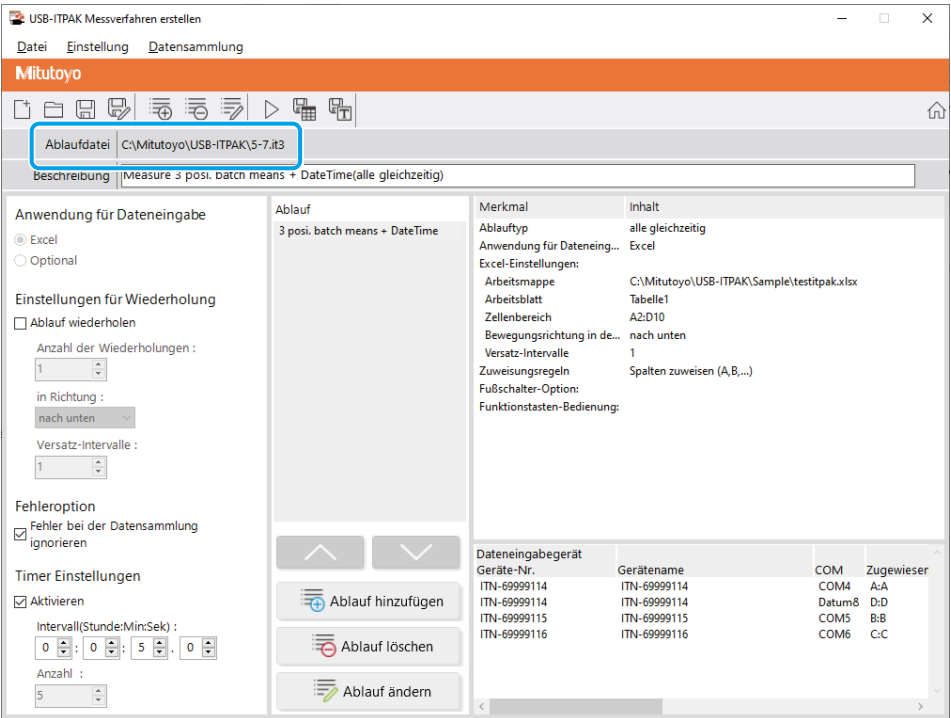 USB-ITPAK Messverfahren erstellen
Datei Einstellung Datensammlung
Mitutoyo
Ablaufdatei C:\Mitutoyo\USB-ITPAK\5-7.it3
Beschreibung Measure 3 posi. batch means + DateTime(alle gleichzeitig)
Anwendung für Dateneingabe
Excel
Optional
Einstellungen für Wiederholung
Ablauf wiederholen
Anzahl der Wiederholungen :
1
in Richtung :
nach unten
Versatz-Intervalle :
1
Fehleroption
Fehler bei der Datensammlung
ignorieren
Timer Einstellungen
Aktivieren
Intervall(Stunde:Min:Sek) :
0 : 0 : 5 . 0
Anzahl :
5
Ablauf
3 posi. batch means + DateTime
Ablauf hinzufügen
Ablauf löschen
Ablauf ändern
Merkmal Inhalt
Ablauftyp alle gleichzeitig
Anwendung für Dateneing... Excel
Excel-Einstellungen:
Arbeitsmappe C:\Mitutoyo\USB-ITPAK\Sample\testitpak.xlsx
Arbeitsblatt Tabelle1
Zellenbereich A2:D10
Bewegungsrichtung in de... nach unten
Versatz-Intervalle 1
Zuweisungsregeln Spalten zuweisen (A,B,...)
Fußschalter-Option:
Funktionstasten-Bedienung:
Dateneingabegerät
Geräte-Nr. Gerätename COM Zugewiesen
ITN-69999114 ITN-69999114 COM4 A:A
ITN-69999114 ITN-69999114 Datum8 D:D
ITN-69999115 ITN-69999115 COM5 B:B
ITN-69999116 ITN-69999116 COM6 C:C